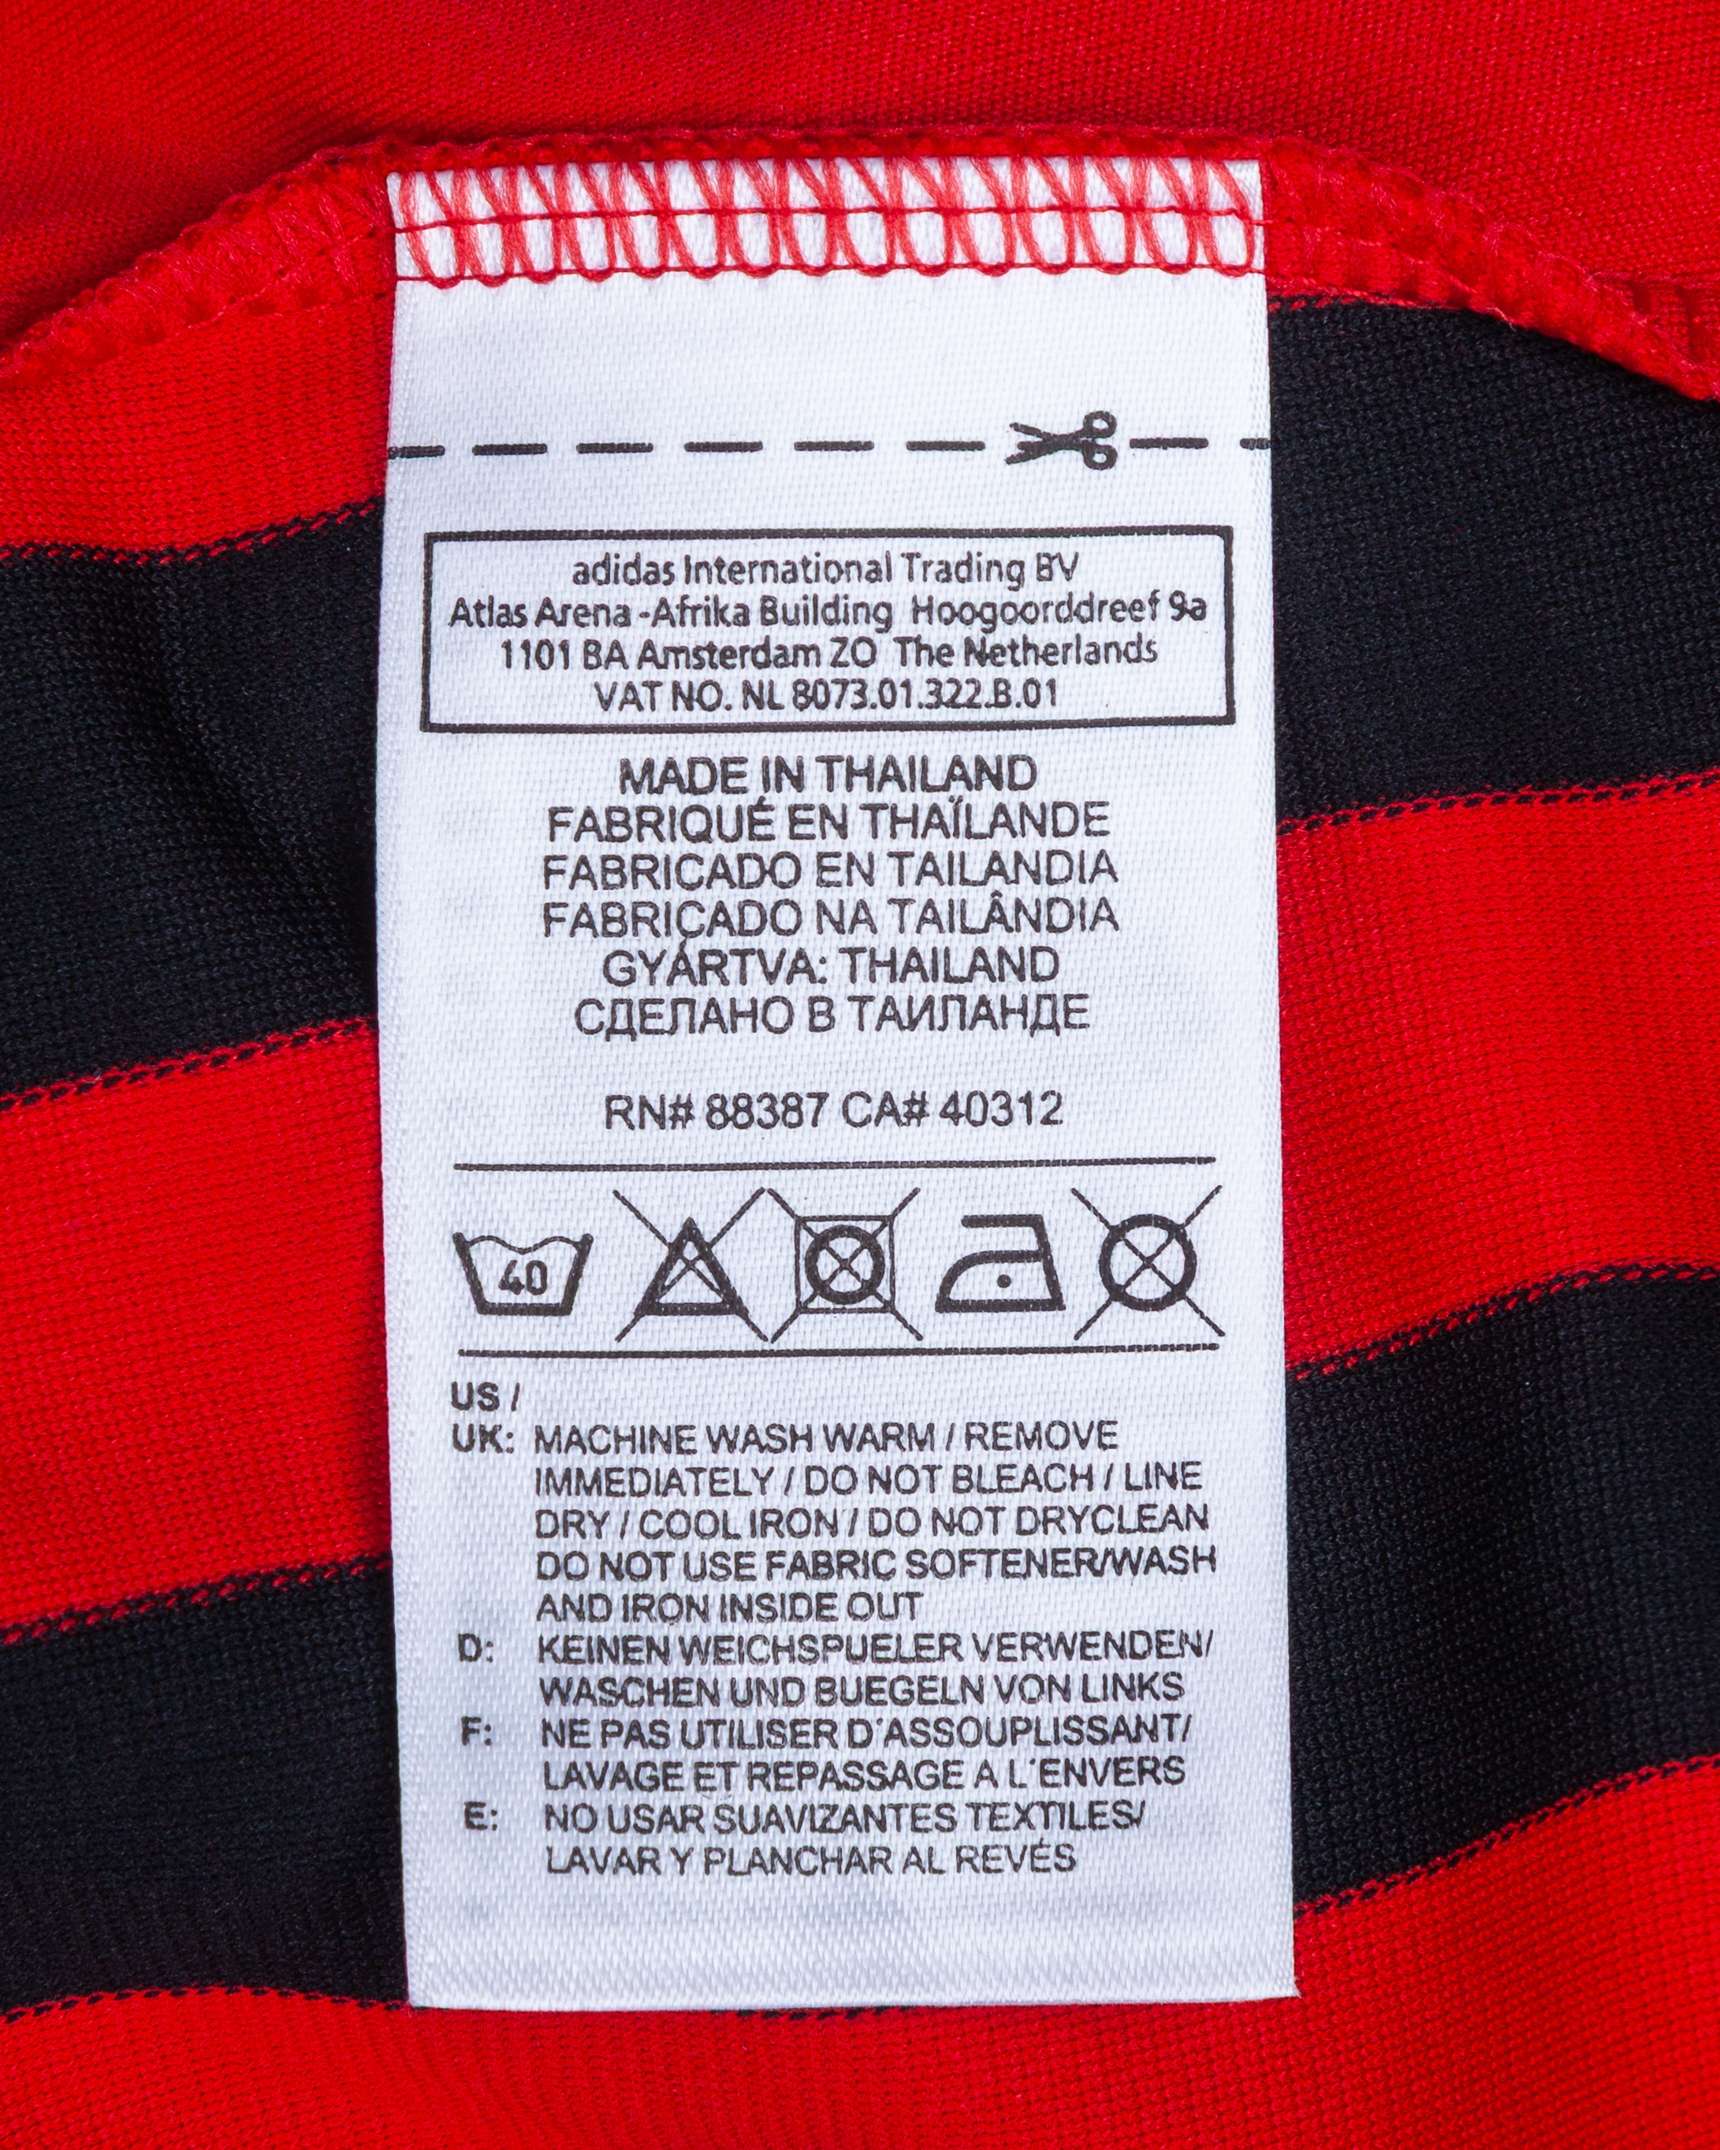 adidas International Trading BV
Atlas Arena -Afrika Building Hoogoorddreef 9a
1101 BA Amsterdam ZO The Netherlands
VAT NO. NL 8073.01.322.B.01
MADE IN THAILAND
FABRIQUÉ EN THAÏLANDE
FABRICADO EN TAILANDIA
FABRICADO NA TAILÂNDIA
GYÁRTVA: THAILAND
СДЕЛАНО В ТАИЛАНДЕ
RN# 88387 CA# 40312
40
US /
UK: MACHINE WASH WARM / REMOVE
IMMEDIATELY / DO NOT BLEACH / LINE
DRY / COOL IRON / DO NOT DRYCLEAN
DO NOT USE FABRIC SOFTENER/WASH
AND IRON INSIDE OUT
D: KEINEN WEICHSPUELER VERWENDEN/
WASCHEN UND BUEGELN VON LINKS
F: NE PAS UTILISER D'ASSOUPLISSANT/
LAVAGE ET REPASSAGE A L'ENVERS
E: NO USAR SUAVIZANTES TEXTILES/
LAVAR Y PLANCHAR AL REVÉS